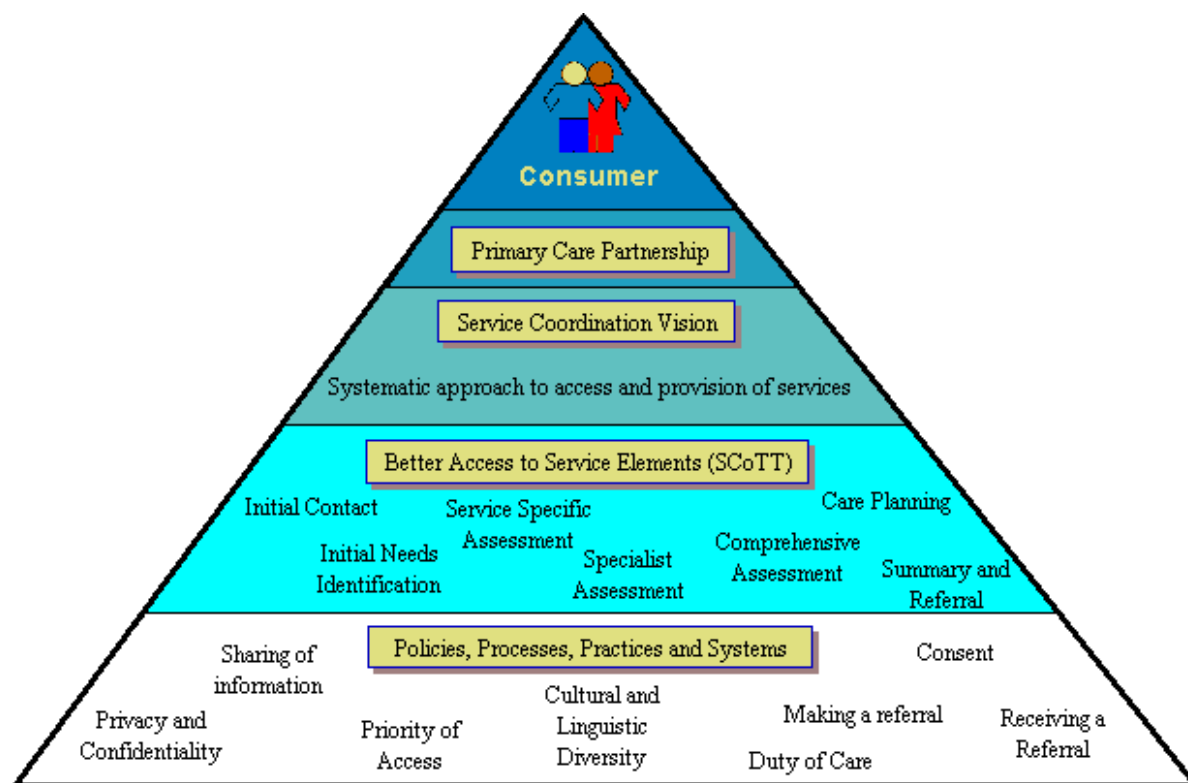 Consumer
Primary Care Partnership
Service Coordination Vision
Systematic approach to access and provision of services
Better Access to Service Elements (SCoTT)
Initial Contact
Service Specific
Assessment
Care Planning
Initial Needs
Identification
Specialist
Assessment
Comprehensive
Assessment
Summary and
Referral
Policies, Processes, Practices and Systems
Sharing of
information
Consent
Privacy and
Confidentiality
Priority of
Access
Cultural and
Linguistic
Diversity
Making a referral
Duty of Care
Receiving a
Referral